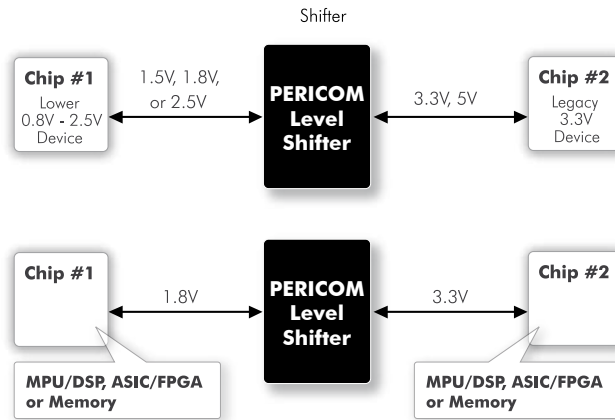 Shifter
Chip #1
Lower
0.8V - 2.5V
Device
1.5V, 1.8V,
or 2.5V
PERICOM
Level
Shifter
3.3V, 5V
Chip #2
Legacy
3.3V
Device
Chip #1
1.8V
PERICOM
Level
Shifter
3.3V
Chip #2
MPU/DSP, ASIC/FPGA
or Memory
MPU/DSP, ASIC/FPGA
or Memory